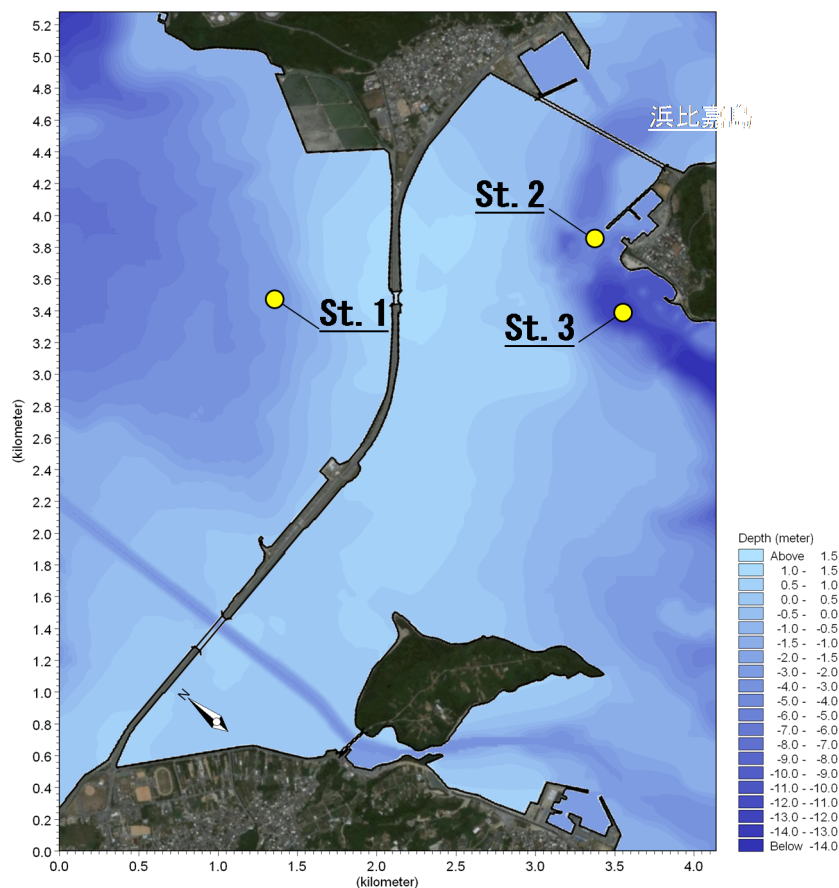 5.2
5.0
4.8
4.6
4.4
4.2
4.0
3.8
3.6
3.4
3.2
3.0
2.8
2.6
2.4
2.2
2.0
1.8
1.6
1.4
1.2
1.0
0.8
0.6
0.4
0.2
0.0
(kilometer)
浜比嘉島
St. 2
St. 1
St. 3
N
0.0 0.5 1.0 1.5 2.0 2.5 3.0 3.5 4.0
(kilometer)
Depth (meter)
Above 1.5
1.0 - 1.5
0.5 - 1.0
0.0 - 0.5
-0.5 - 0.0
-1.0 - -0.5
-2.0 - -1.0
-3.0 - -2.0
-4.0 - -3.0
-5.0 - -4.0
-6.0 - -5.0
-7.0 - -6.0
-8.0 - -7.0
-9.0 - -8.0
-10.0 - -9.0
-11.0 - -10.0
-12.0 - -11.0
-13.0 - -12.0
-14.0 - -13.0
Below -14.0